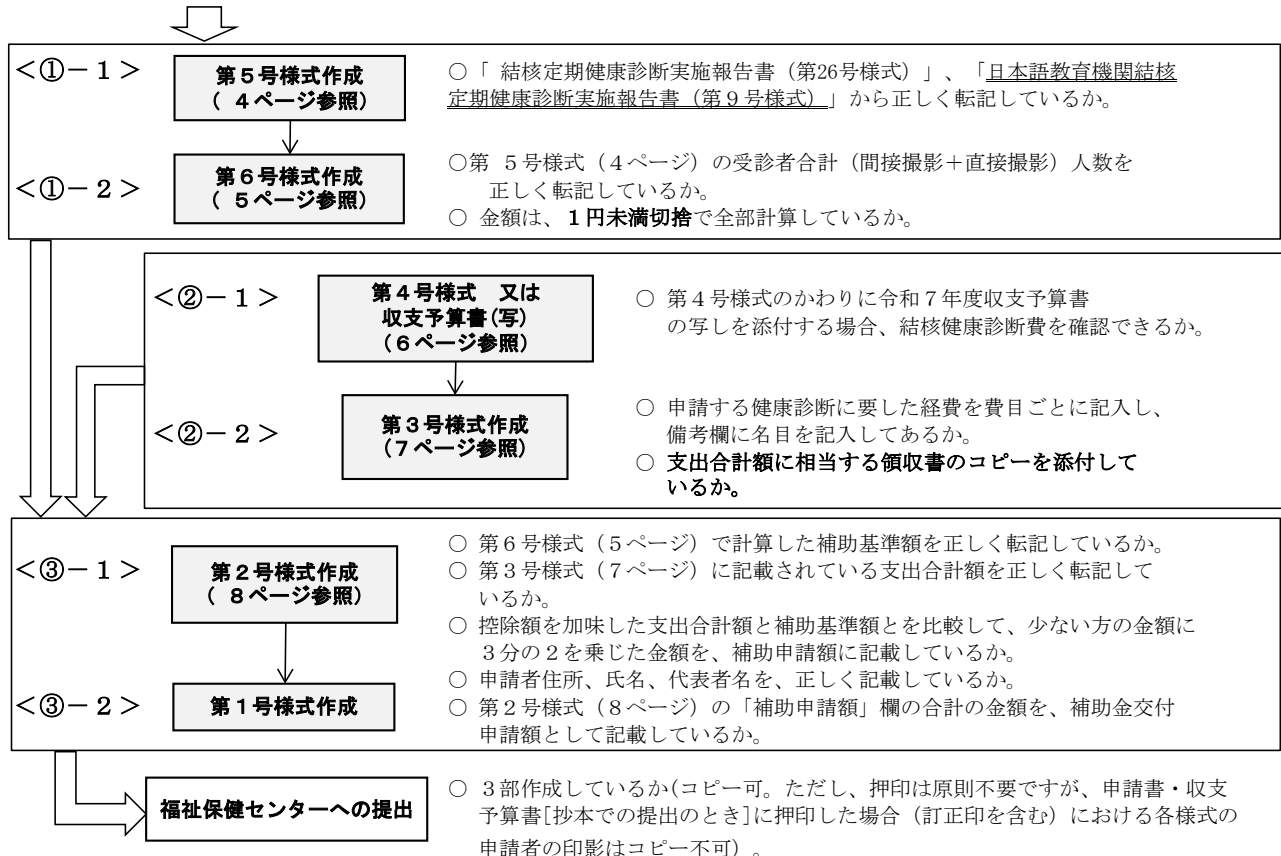 <①－１>
第５号様式作成
（ ４ページ参照）
○「 結核定期健康診断実施報告書（第26号様式）」、「日本語教育機関結核
定期健康診断実施報告書（第９号様式）」から正しく転記しているか。
<①－２>
第６号様式作成
（ ５ページ参照）
○第 ５号様式（４ページ）の受診者合計（間接撮影＋直接撮影）人数を
正しく転記しているか。
○ 金額は、１円未満切捨で全部計算しているか。
<②－１>
第４号様式 又は
収支予算書(写)
（６ページ参照）
○ 第４号様式のかわりに令和７年度収支予算書
の写しを添付する場合、結核健康診断費を確認できるか。
<②－２>
第３号様式作成
（７ページ参照）
○ 申請する健康診断に要した経費を費目ごとに記入し、
備考欄に名目を記入してあるか。
○ 支出合計額に相当する領収書のコピーを添付して
いるか。
<③－１>
第２号様式作成
（ ８ページ参照）
○ 第６号様式（５ページ）で計算した補助基準額を正しく転記しているか。
○ 第３号様式（７ページ）に記載されている支出合計額を正しく転記して
いるか。
○ 控除額を加味した支出合計額と補助基準額とを比較して、少ない方の金額に
３分の２を乗じた金額を、補助申請額に記載しているか。
<③－２>
第１号様式作成
○ 申請者住所、氏名、代表者名を、正しく記載しているか。
○ 第２号様式（８ページ）の「補助申請額」欄の合計の金額を、補助金交付
申請額として記載しているか。
福祉保健センターへの提出
○ ３部作成しているか(コピー可。ただし、押印は原則不要ですが、申請書・収支
予算書[抄本での提出のとき]に押印した場合（訂正印を含む）における各様式の
申請者の印影はコピー不可）。